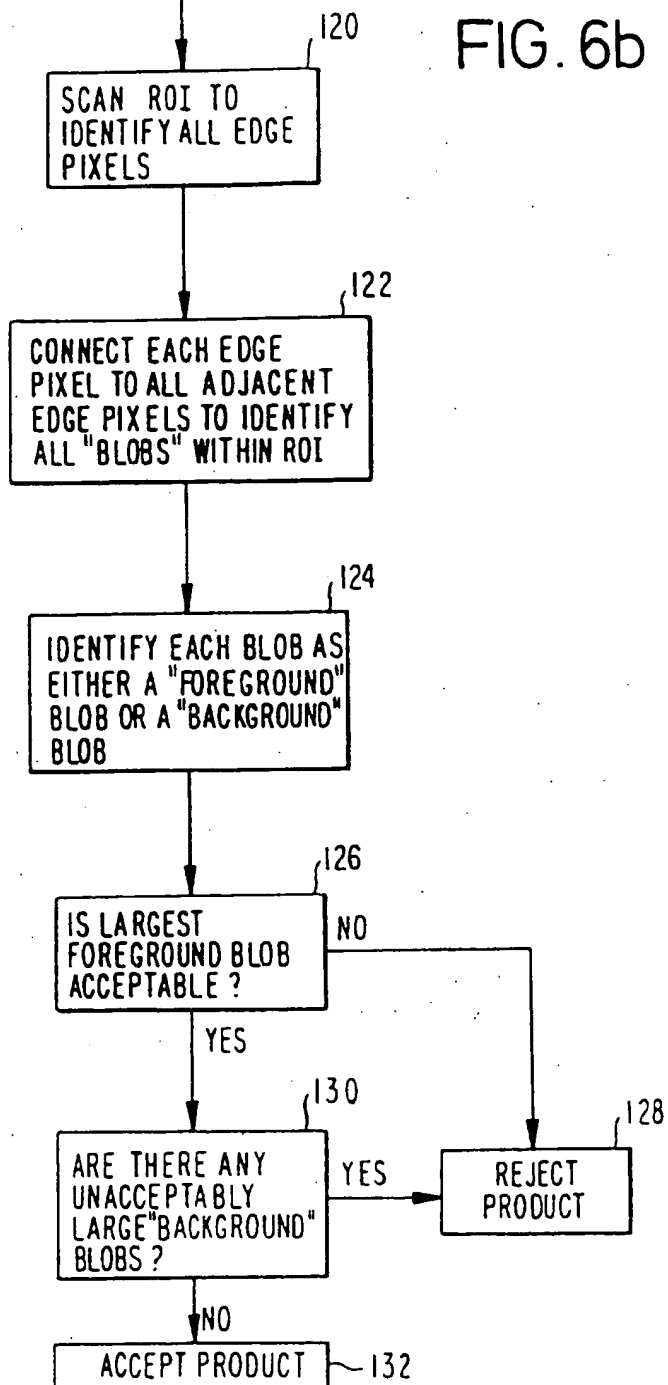 FIG. 6b
120
SCAN ROI TO
IDENTIFY ALL EDGE
PIXELS
122
CONNECT EACH EDGE
PIXEL TO ALL ADJACENT
EDGE PIXELS TO IDENTIFY
ALL "BLOBS" WITHIN ROI
124
IDENTIFY EACH BLOB AS
EITHER A "FOREGROUND"
BLOB OR A "BACKGROUND"
BLOB
126
IS LARGEST
FOREGROUND BLOB
ACCEPTABLE ?
NO
YES
130
ARE THERE ANY
UNACCEPTABLY
LARGE "BACKGROUND"
BLOBS ?
YES
128
REJECT
PRODUCT
NO
ACCEPT PRODUCT
132